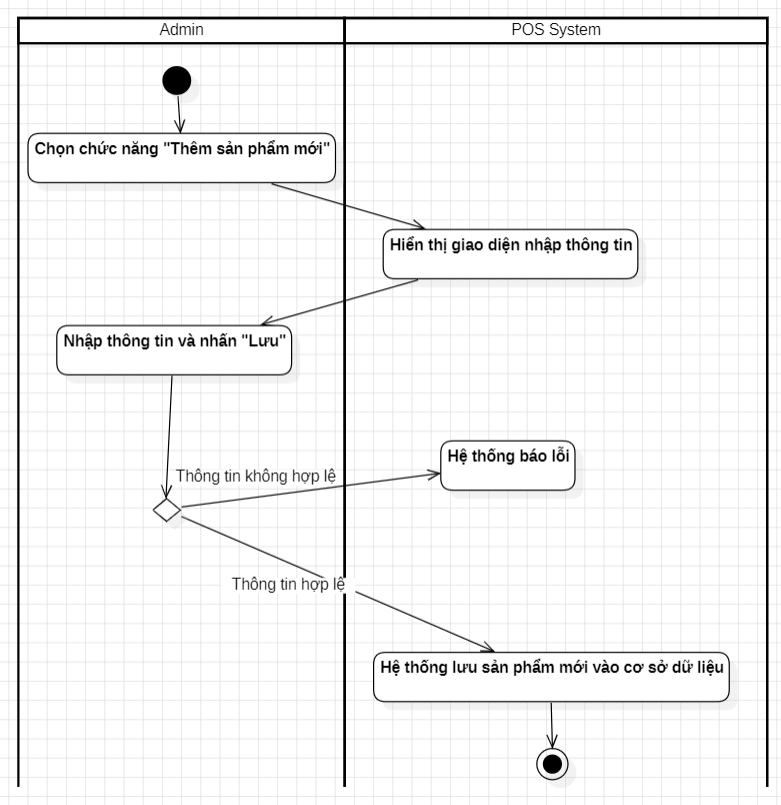 Admin
POS System
Chọn chức năng "Thêm sản phẩm mới"
Hiển thị giao diện nhập thông tin
Nhập thông tin và nhấn "Lưu"
Hệ thống báo lỗi
Thông tin không hợp lệ
Thông tin hợp lệ
Hệ thống lưu sản phẩm mới vào cơ sở dữ liệu